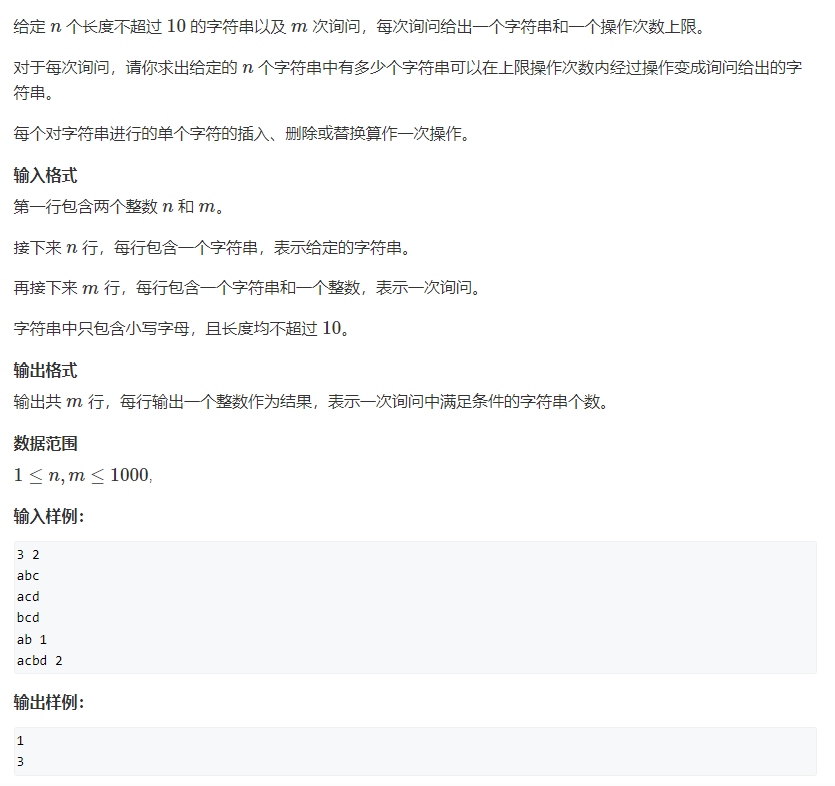 给定 n 个长度不超过 10 的字符串以及 m 次询问，每次询问给出一个字符串和一个操作次数上限。
对于每次询问，请你求出给定的 n 个字符串中有多少个字符串可以在上限操作次数内经过操作变成询问给出的字
符串。
每个对字符串进行的单个字符的插入、删除或替换算作一次操作。
输入格式
第一行包含两个整数 n 和 m。
接下来 n 行，每行包含一个字符串，表示给定的字符串。
再接下来 m 行，每行包含一个字符串和一个整数，表示一次询问。
字符串中只包含小写字母，且长度均不超过 10。
输出格式
输出共 m 行，每行输出一个整数作为结果，表示一次询问中满足条件的字符串个数。
数据范围
1 ≤ n, m ≤ 1000,
输入样例：
3 2
abc
acd
bcd
ab 1
acbd 2
输出样例：
1
3